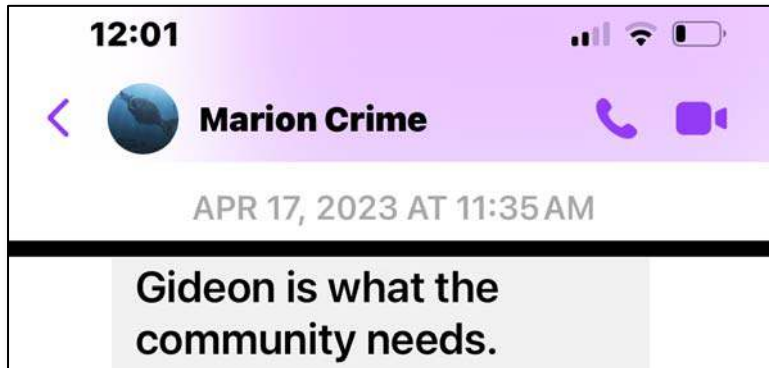 12:01
Marion Crime
APR 17, 2023 AT 11:35 AM
Gideon is what the
community needs.